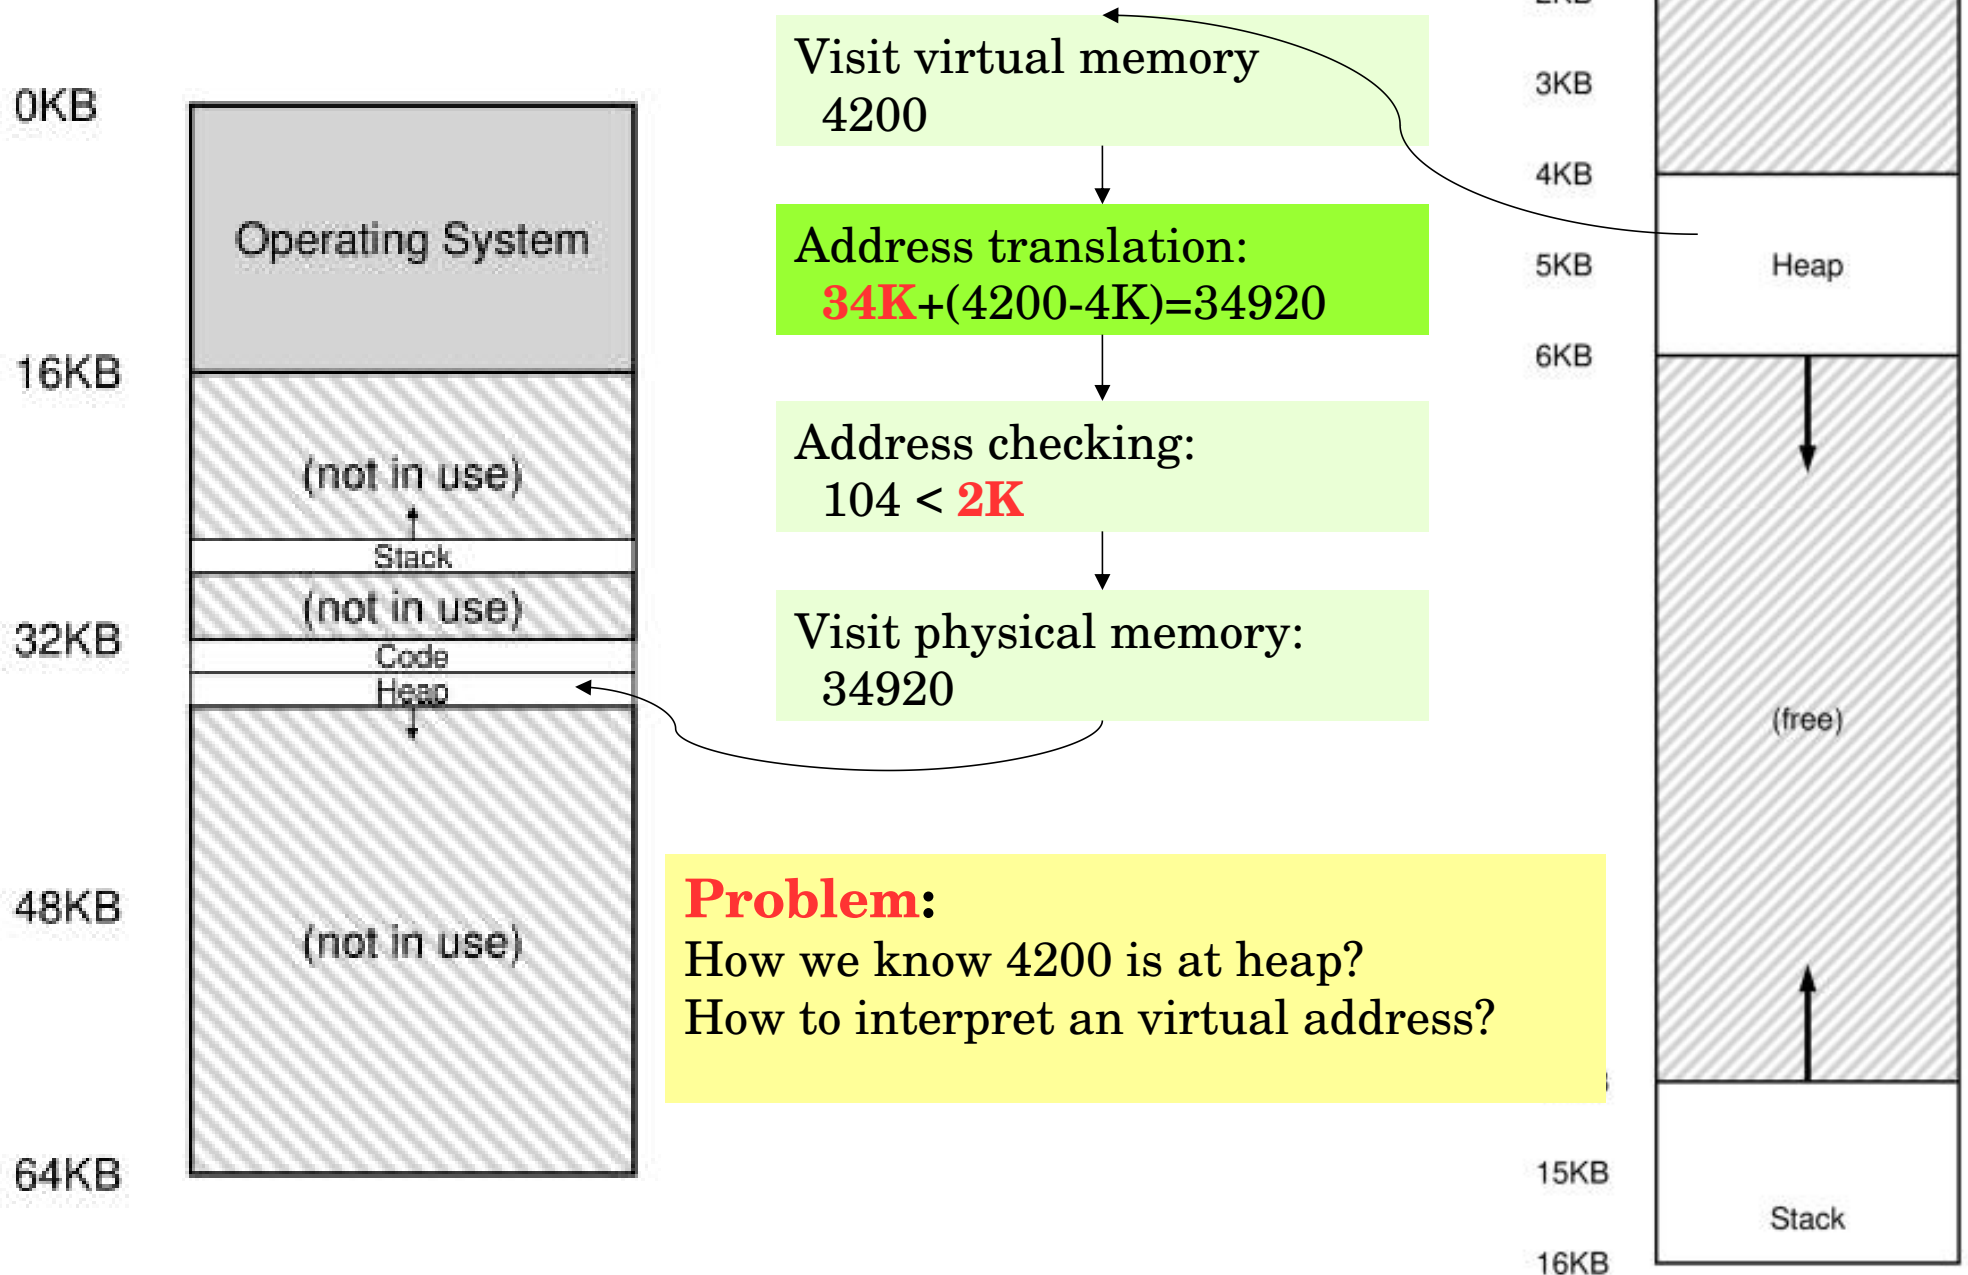 0KB
Operating System
16KB
(not in use)
Stack
(not in use)
32KB
Code
Heap
48KB
(not in use)
64KB
Visit virtual memory
4200
Address translation:
34K+(4200-4K)=34920
Address checking:
104 < 2K
Visit physical memory:
34920
Problem:
How we know 4200 is at heap?
How to interpret an virtual address?
2KB
3KB
4KB
5KB
Heap
6KB
(free)
15KB
Stack
16KB